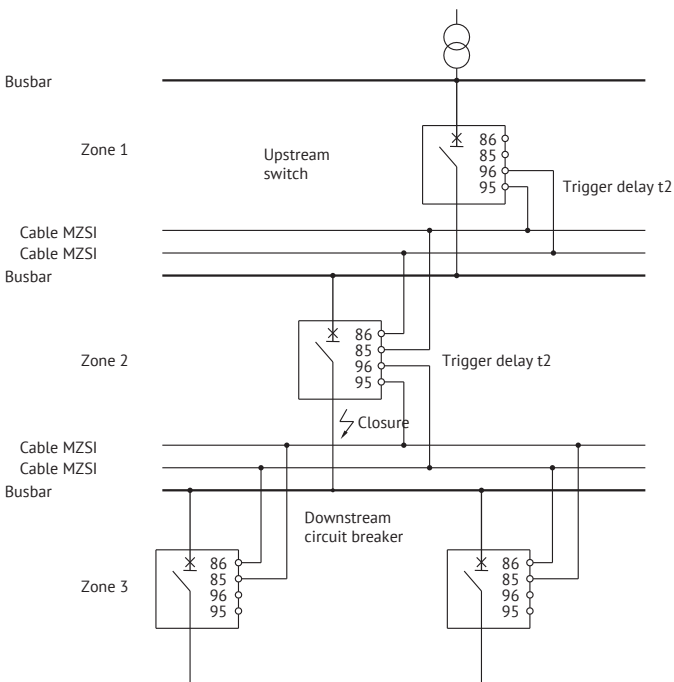 Busbar
Zone 1
Upstream
switch
86
85
96
95
Trigger delay t2
Cable MZSI
Cable MZSI
Busbar
Zone 2
86
85
96
95
Trigger delay t2
Closure
Cable MZSI
Cable MZSI
Busbar
Downstream
circuit breaker
Zone 3
86
85
96
95
86
85
96
95